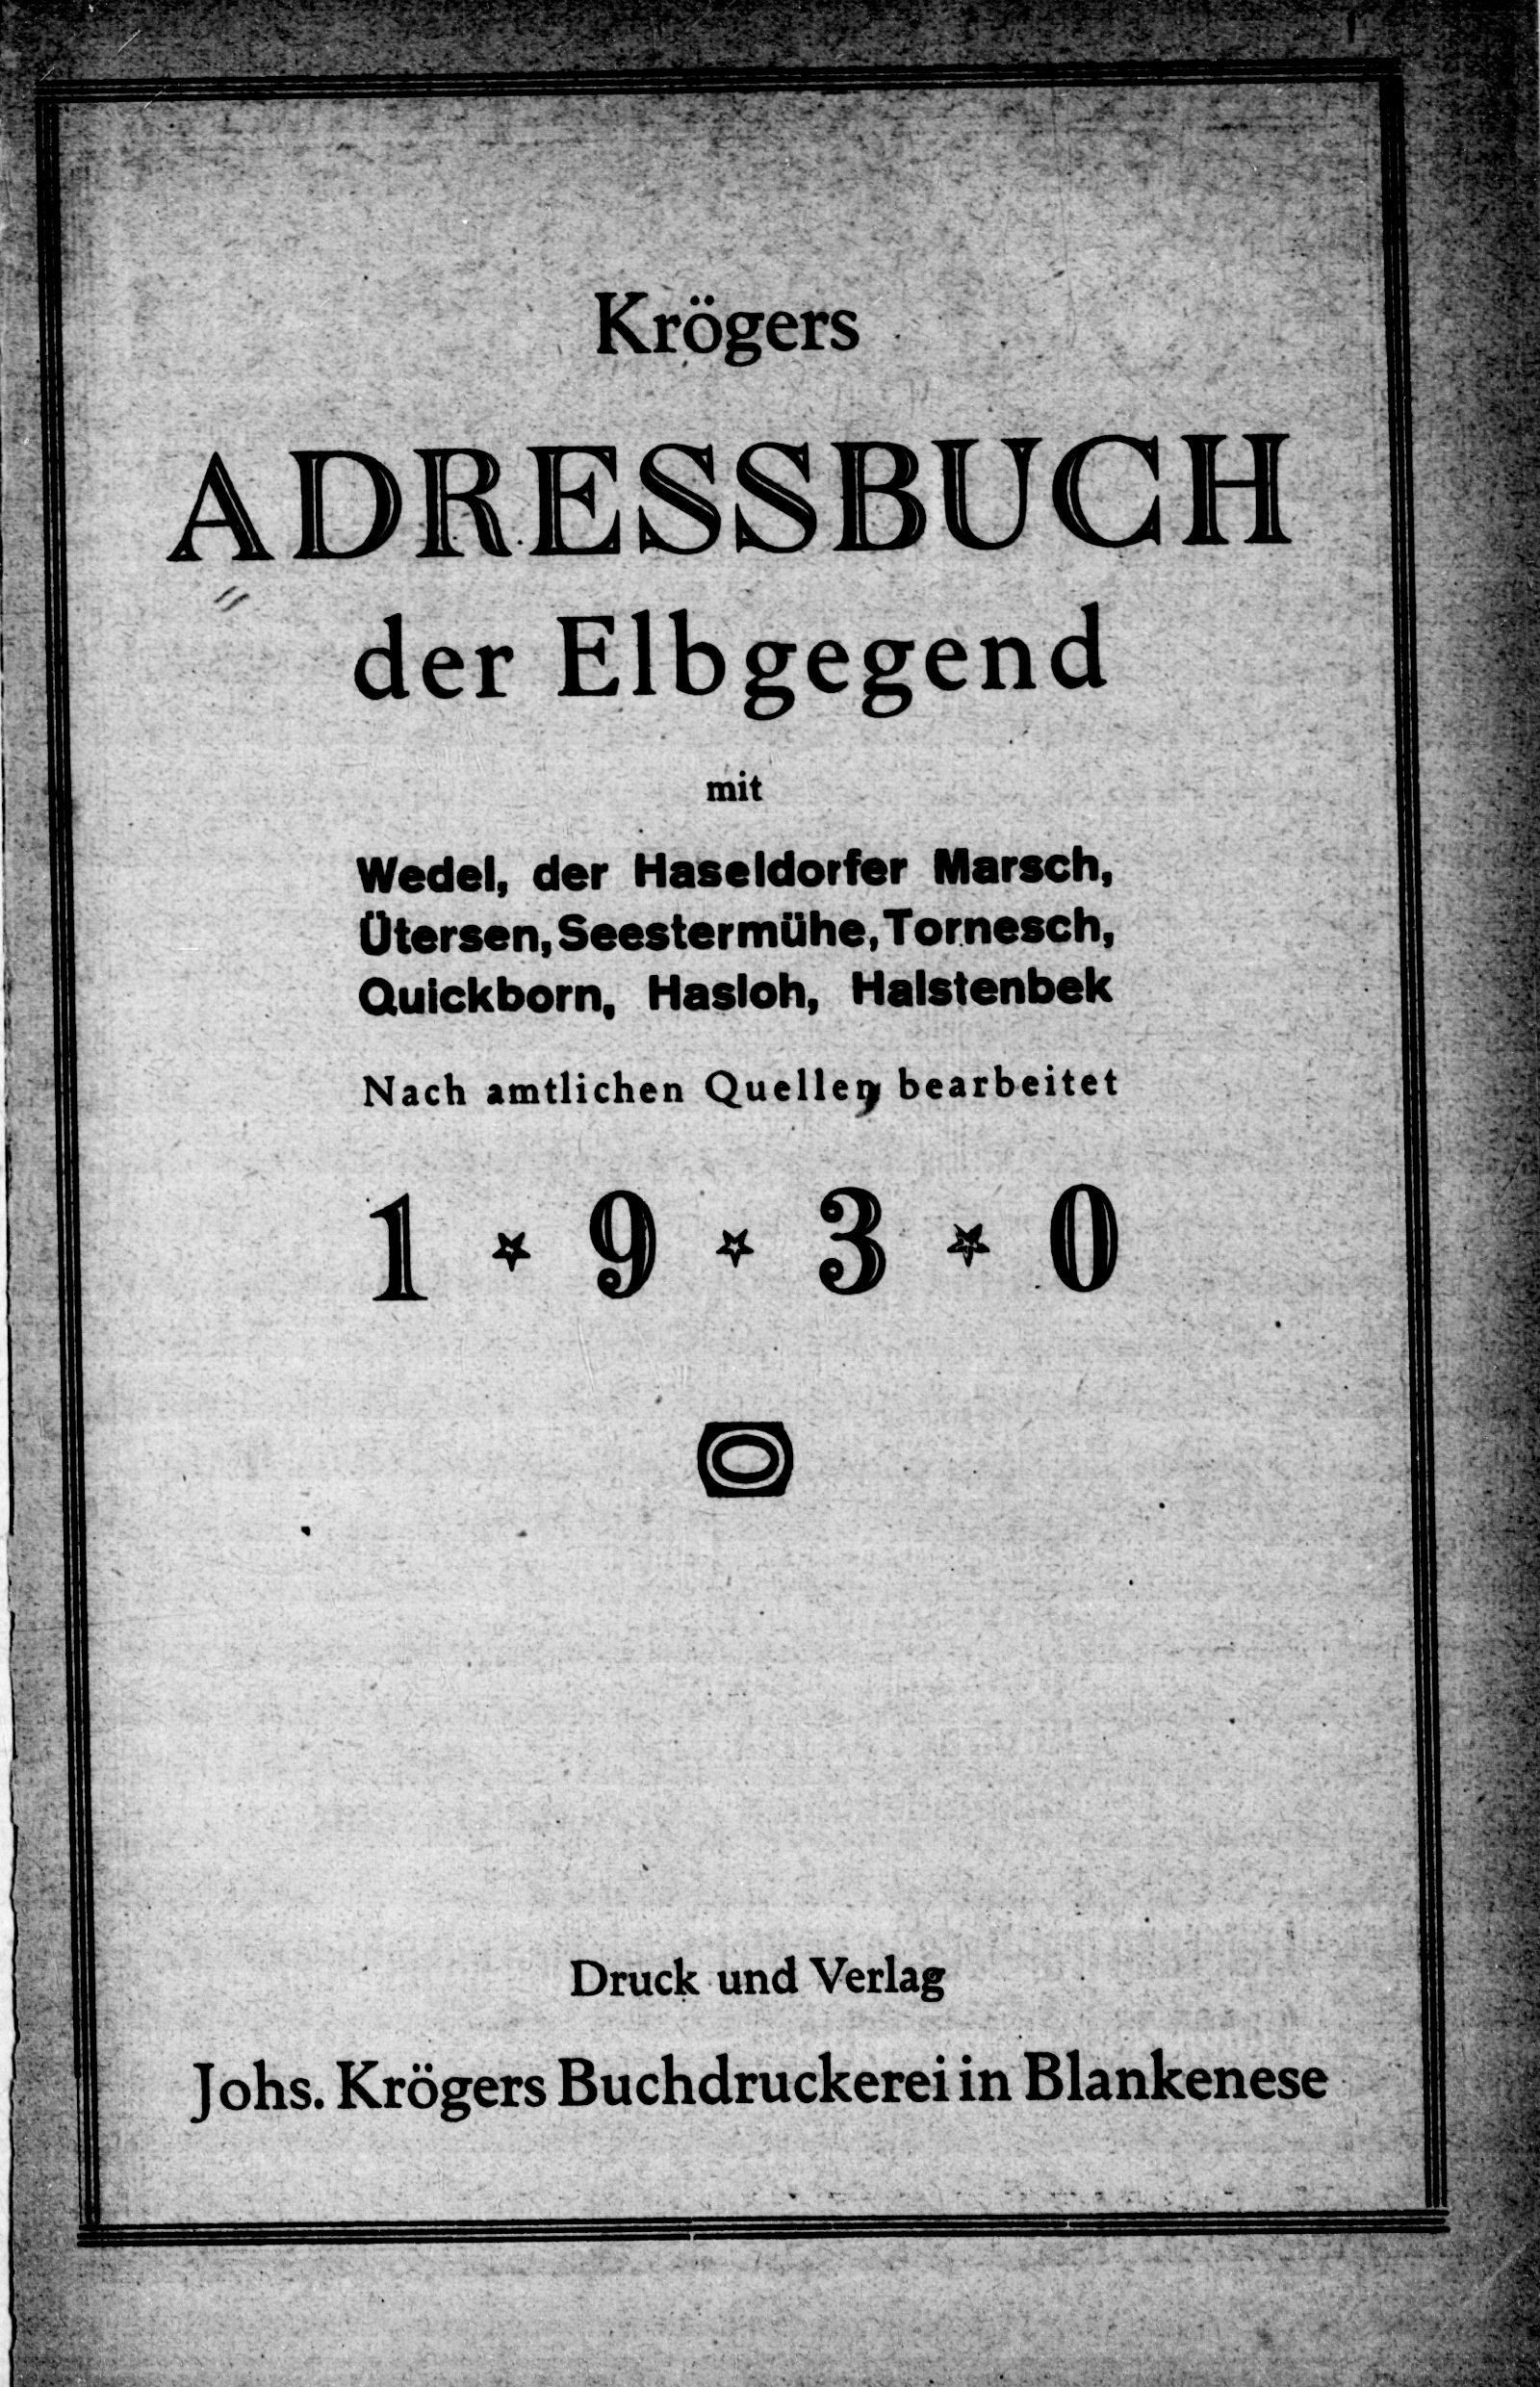 Krögers
ADRESSBUCH
der Elbgegend
mit
Wedel, der Haseldorfer Marsch,
Ütersen, Seestermühe, Tornesch,
Quickborn, Hasloh, Halstenbek
Nach amtlichen Quellen bearbeitet
1 * 9 * 3 * 0
Druck und Verlag
Johs. Krögers Buchdruckerei in Blankenese